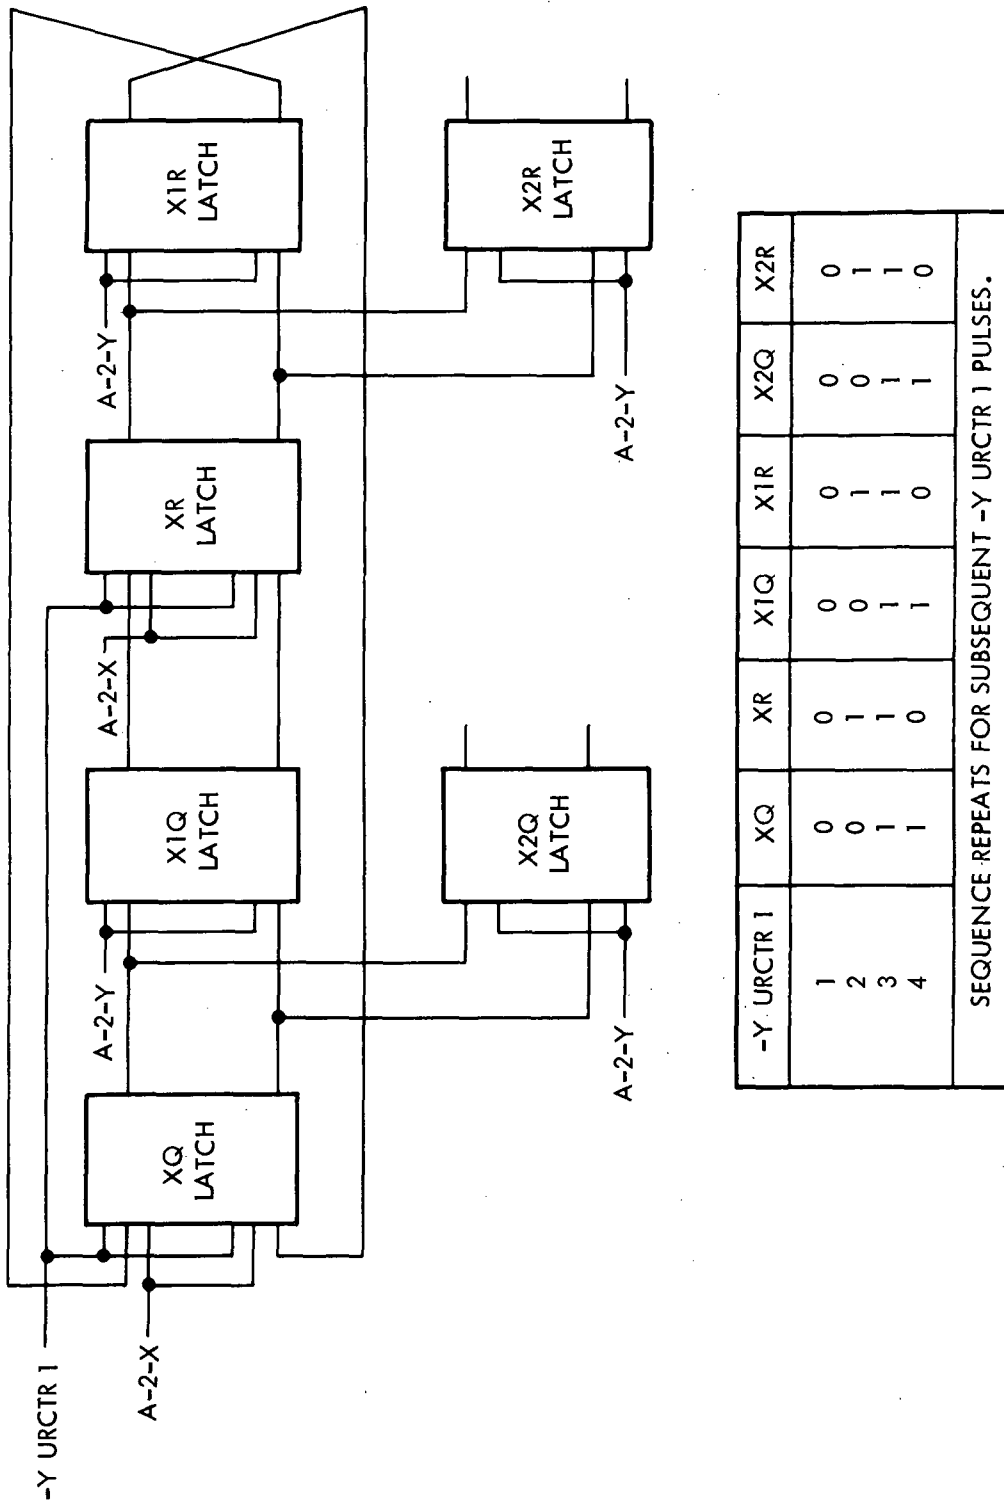 -Y URCTR 1
A-2-X
XQ
LATCH
A-2-Y
X1Q
LATCH
A-2-X
XR
LATCH
A-2-Y
X1R
LATCH
A-2-Y
X2Q
LATCH
A-2-Y
X2R
LATCH
-Y URCTR 1 XQ XR X1Q X1R X2Q X2R
1 0 0 0 0 0 0
2 0 1 0 1 0 1
3 1 1 1 1 1 1
4 1 0 1 0 1 0
SEQUENCE REPEATS FOR SUBSEQUENT -Y URCTR 1 PULSES.